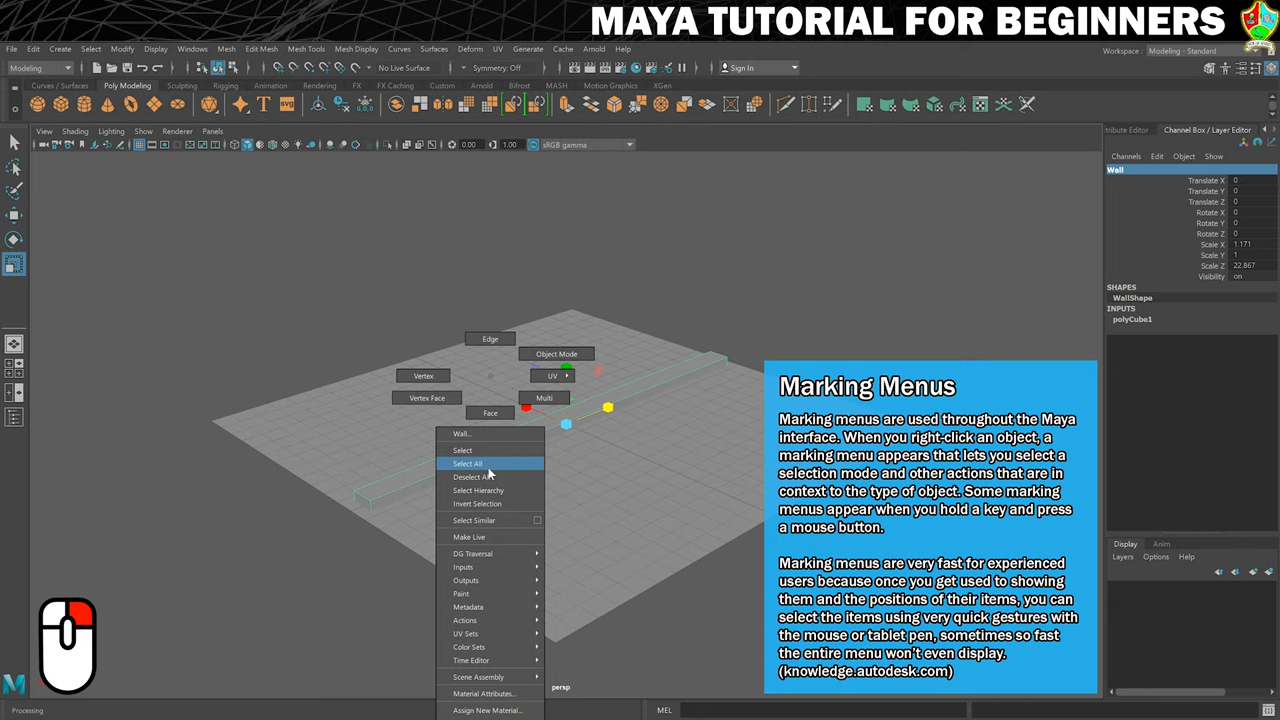 MAYA TUTORIAL FOR BEGINNERS
File Edit Create Select Modify Display Windows Mesh Edit Mesh Mesh Tools Mesh Display Curves Surfaces Deform UV Generate Cache Arnold Help
Workspace : Modeling - Standard
Modeling No Live Surface Symmetry: Off Sign In
Curves / Surfaces Poly Modeling Sculpting Rigging Animation Rendering FX FX Caching Custom Arnold Bifrost MASH Motion Graphics XGen
SVG
View Shading Lighting Show Renderer Panels
0.00 1.00 sRGB gamma
tribute Editor Channel Box / Layer Editor
Channels Edit Object Show
Wall
Translate X 0
Translate Y 0
Translate Z 0
Rotate X 0
Rotate Y 0
Rotate Z 0
Scale X 1.171
Scale Y 1
Scale Z 22.867
Visibility on
SHAPES
WallShape
INPUTS
polyCube1
Edge
Object Mode
Vertex
UV
Vertex Face
Multi
Face
Wall...
Select
Select All
Deselect All
Select Hierarchy
Invert Selection
Select Similar
Make Live
DG Traversal
Inputs
Outputs
Paint
Metadata
Actions
UV Sets
Color Sets
Time Editor
Scene Assembly
Material Attributes...
Assign New Material...
persp
Marking Menus
Marking menus are used throughout the Maya
interface. When you right-click an object, a
marking menu appears that lets you select a
selection mode and other actions that are in
context to the type of object. Some marking
menus appear when you hold a key and press
a mouse button.
Marking menus are very fast for experienced
users because once you get used to showing
them and the positions of their items, you can
select the items using very quick gestures with
the mouse or tablet pen, sometimes so fast
the entire menu won't even display.
(knowledge.autodesk.com)
Display Anim
Layers Options Help
Processing
MEL